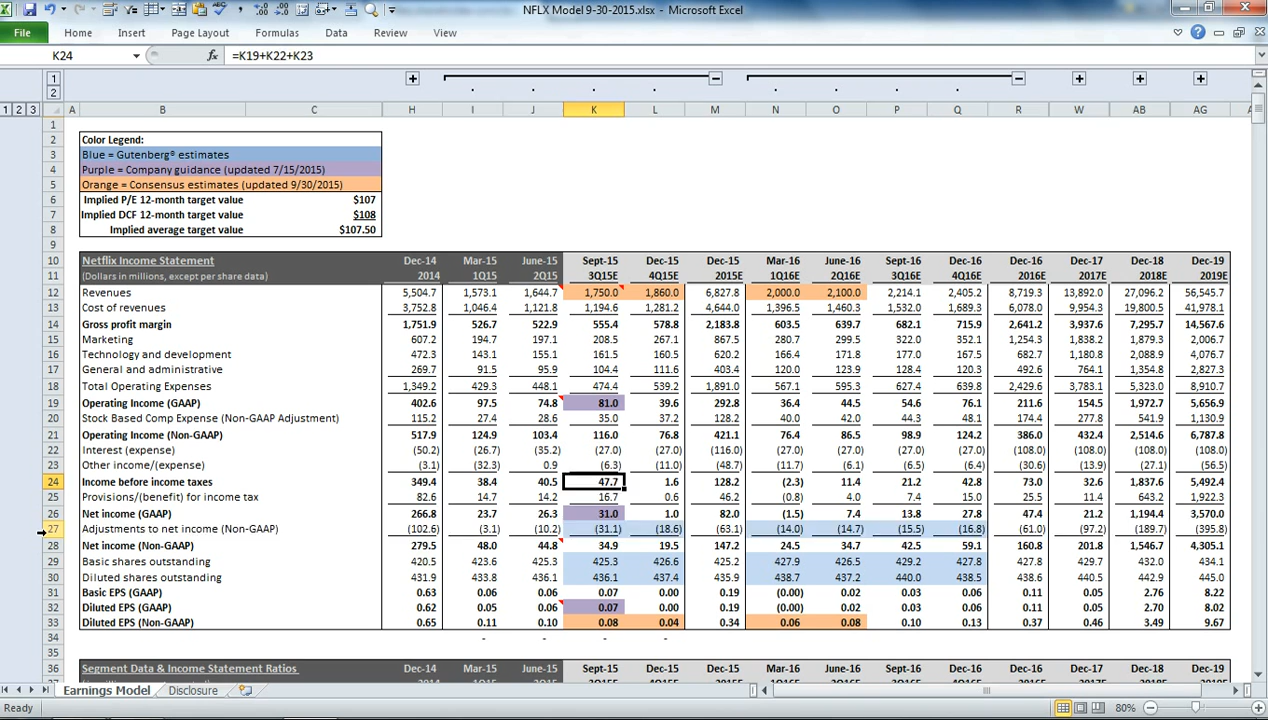 NFLX Model 9-30-2015.xlsx - Microsoft Excel
File Home Insert Page Layout Formulas Data Review View
K24 fx =K19+K22+K23
1
2
1 2 3 A B C H I J K L M N O P Q R W AB AG
1
2 Color Legend:
3 Blue = Gutenberg® estimates
4 Purple = Company guidance (updated 7/15/2015)
5 Orange = Consensus estimates (updated 9/30/2015)
6 Implied P/E 12-month target value $107
7 Implied DCF 12-month target value $108
8 Implied average target value $107.50
9
10 Netflix Income Statement Dec-14 Mar-15 June-15 Sept-15 Dec-15 Dec-15 Mar-16 June-16 Sept-16 Dec-16 Dec-16 Dec-17 Dec-18 Dec-19
11 (Dollars in millions, except per share data) 2014 1Q15 2Q15 3Q15E 4Q15E 2015E 1Q16E 2Q16E 3Q16E 4Q16E 2016E 2017E 2018E 2019E
12 Revenues 5,504.7 1,573.1 1,644.7 1,750.0 1,860.0 6,827.8 2,000.0 2,100.0 2,214.1 2,405.2 8,719.3 13,892.0 27,096.2 56,545.7
13 Cost of revenues 3,752.8 1,046.4 1,121.8 1,194.6 1,281.2 4,644.0 1,396.5 1,460.3 1,532.0 1,689.3 6,078.0 9,954.3 19,800.5 41,978.1
14 Gross profit margin 1,751.9 526.7 522.9 555.4 578.8 2,183.8 603.5 639.7 682.1 715.9 2,641.2 3,937.6 7,295.7 14,567.6
15 Marketing 607.2 194.7 197.1 208.5 267.1 867.5 280.7 299.5 322.0 352.1 1,254.3 1,838.2 1,879.3 2,006.7
16 Technology and development 472.3 143.1 155.1 161.5 160.5 620.2 166.4 171.8 177.0 167.5 682.7 1,180.8 2,088.9 4,076.7
17 General and administrative 269.7 91.5 95.9 104.4 111.6 403.4 120.0 123.9 128.4 120.3 492.6 764.1 1,354.8 2,827.3
18 Total Operating Expenses 1,349.2 429.3 448.1 474.4 539.2 1,891.0 567.1 595.3 627.4 639.8 2,429.6 3,783.1 5,323.0 8,910.7
19 Operating Income (GAAP) 402.6 97.5 74.8 81.0 39.6 292.8 36.4 44.5 54.6 76.1 211.6 154.5 1,972.7 5,656.9
20 Stock Based Comp Expense (Non-GAAP Adjustment) 115.2 27.4 28.6 35.0 37.2 128.2 40.0 42.0 44.3 48.1 174.4 277.8 541.9 1,130.9
21 Operating Income (Non-GAAP) 517.9 124.9 103.4 116.0 76.8 421.1 76.4 86.5 98.9 124.2 386.0 432.4 2,514.6 6,787.8
22 Interest (expense) (50.2) (26.7) (35.2) (27.0) (27.0) (116.0) (27.0) (27.0) (27.0) (27.0) (108.0) (108.0) (108.0) (108.0)
23 Other income/(expense) (3.1) (32.3) 0.9 (6.3) (11.0) (48.7) (11.7) (6.1) (6.5) (6.4) (30.6) (13.9) (27.1) (56.5)
24 Income before income taxes 349.4 38.4 40.5 47.7 1.6 128.2 (2.3) 11.4 21.2 42.8 73.0 32.6 1,837.6 5,492.4
25 Provisions/(benefit) for income tax 82.6 14.7 14.2 16.7 0.6 46.2 (0.8) 4.0 7.4 15.0 25.5 11.4 643.2 1,922.3
26 Net income (GAAP) 266.8 23.7 26.3 31.0 1.0 82.0 (1.5) 7.4 13.8 27.8 47.4 21.2 1,194.4 3,570.0
27 Adjustments to net income (Non-GAAP) (102.6) (3.1) (10.2) (31.1) (18.6) (63.1) (14.0) (14.7) (15.5) (16.8) (61.0) (97.2) (189.7) (395.8)
28 Net income (Non-GAAP) 279.5 48.0 44.8 34.9 19.5 147.2 24.5 34.7 42.5 59.1 160.8 201.8 1,546.7 4,305.1
29 Basic shares outstanding 420.5 423.6 425.3 425.3 426.6 425.2 427.9 426.5 429.2 427.8 427.8 429.7 432.0 434.1
30 Diluted shares outstanding 431.9 433.8 436.1 436.1 437.4 435.9 438.7 437.2 440.0 438.5 438.6 440.5 442.9 445.0
31 Basic EPS (GAAP) 0.63 0.06 0.06 0.07 0.00 0.19 (0.00) 0.02 0.03 0.06 0.11 0.05 2.76 8.22
32 Diluted EPS (GAAP) 0.62 0.05 0.06 0.07 0.00 0.19 (0.00) 0.02 0.03 0.06 0.11 0.05 2.70 8.02
33 Diluted EPS (Non-GAAP) 0.65 0.11 0.10 0.08 0.04 0.34 0.06 0.08 0.10 0.13 0.37 0.46 3.49 9.67
34 - - - -
35
36 Segment Data & Income Statement Ratios Dec-14 Mar-15 June-15 Sept-15 Dec-15 Dec-15 Mar-16 June-16 Sept-16 Dec-16 Dec-16 Dec-17 Dec-18 Dec-19
Earnings Model Disclosure
Ready 80%